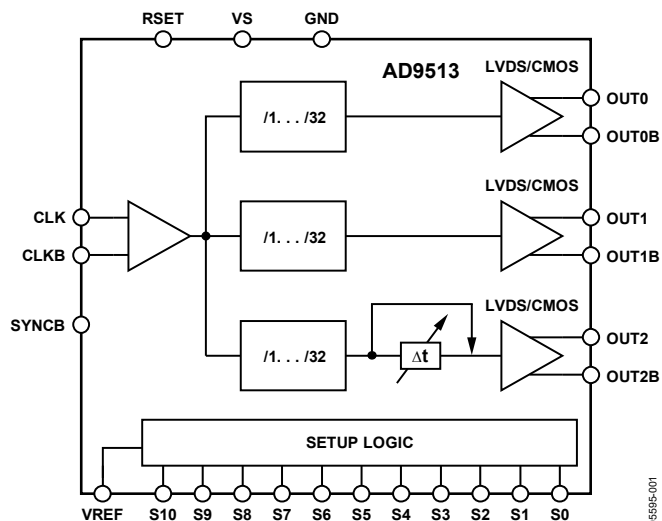 RSET VS GND
AD9513
LVDS/CMOS
/1. . . /32
OUT0
OUT0B
LVDS/CMOS
CLK
CLKB
/1. . . /32
OUT1
OUT1B
SYNCB
LVDS/CMOS
/1. . . /32
Δt
OUT2
OUT2B
SETUP LOGIC
VREF S10 S9 S8 S7 S6 S5 S4 S3 S2 S1 S0
5595-001